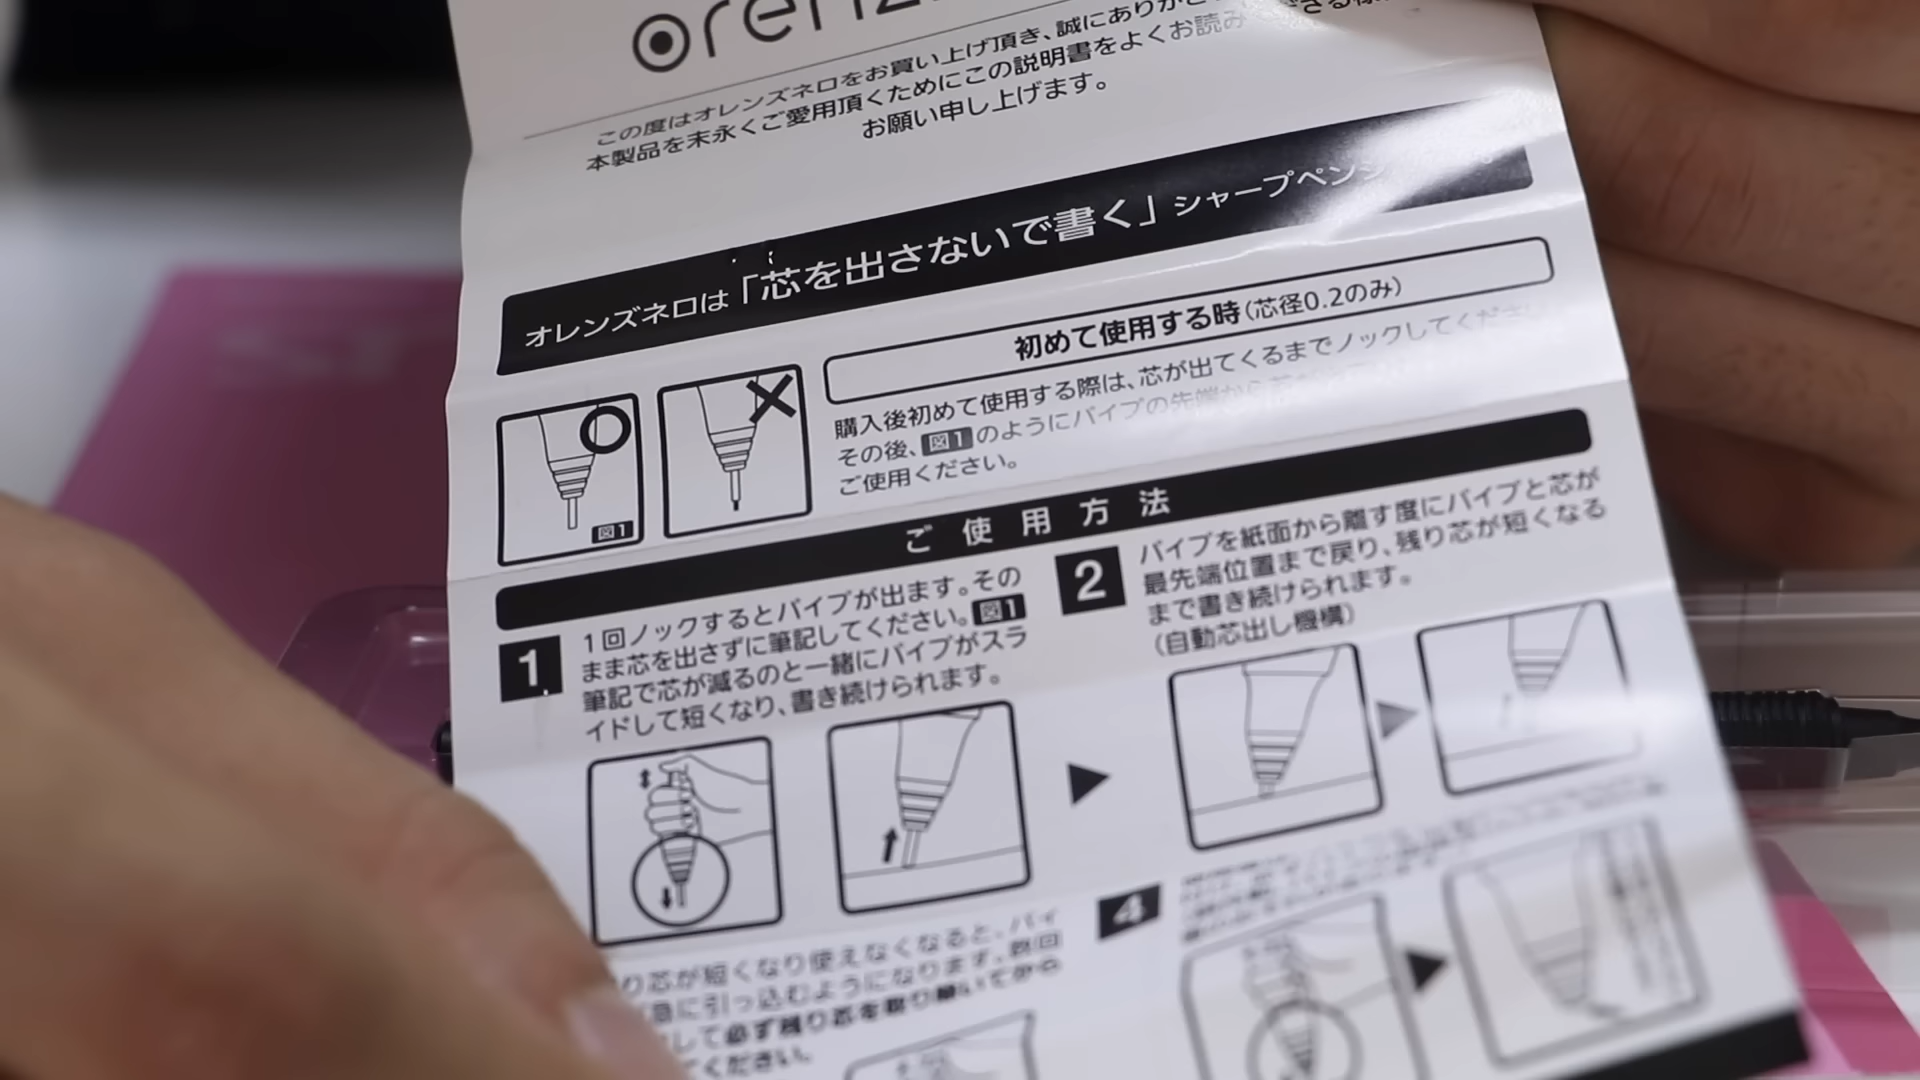 orenz
この度はオレンズネロをお買い上げ頂き、誠にありがと
本製品を末永くご愛用頂くためにこの説明書をよくお読み
お願い申し上げます。
オレンズネロは「芯を出さないで書く」シャープペンシ
初めて使用する時(芯径0.2のみ)
購入後初めて使用する際は、芯が出てくるまでノックしてくださ
その後、図1のようにパイプの先端から
ご使用ください。
図1
ご使用方法
1
1回ノックするとパイプが出ます。その
まま芯を出さずに筆記してください。図1
筆記で芯が減るのと一緒にパイプがスラ
イドして短くなり、書き続けられます。
2
パイプを紙面から離す度にパイプと芯が
最先端位置まで戻り、残り芯が短くなる
まで書き続けられます。
(自動芯出し機構)
り芯が短くなり使えなくなると、パイ
急に引っ込むようになります。数回
して必ず残り芯を取り除いてから
ください。
4